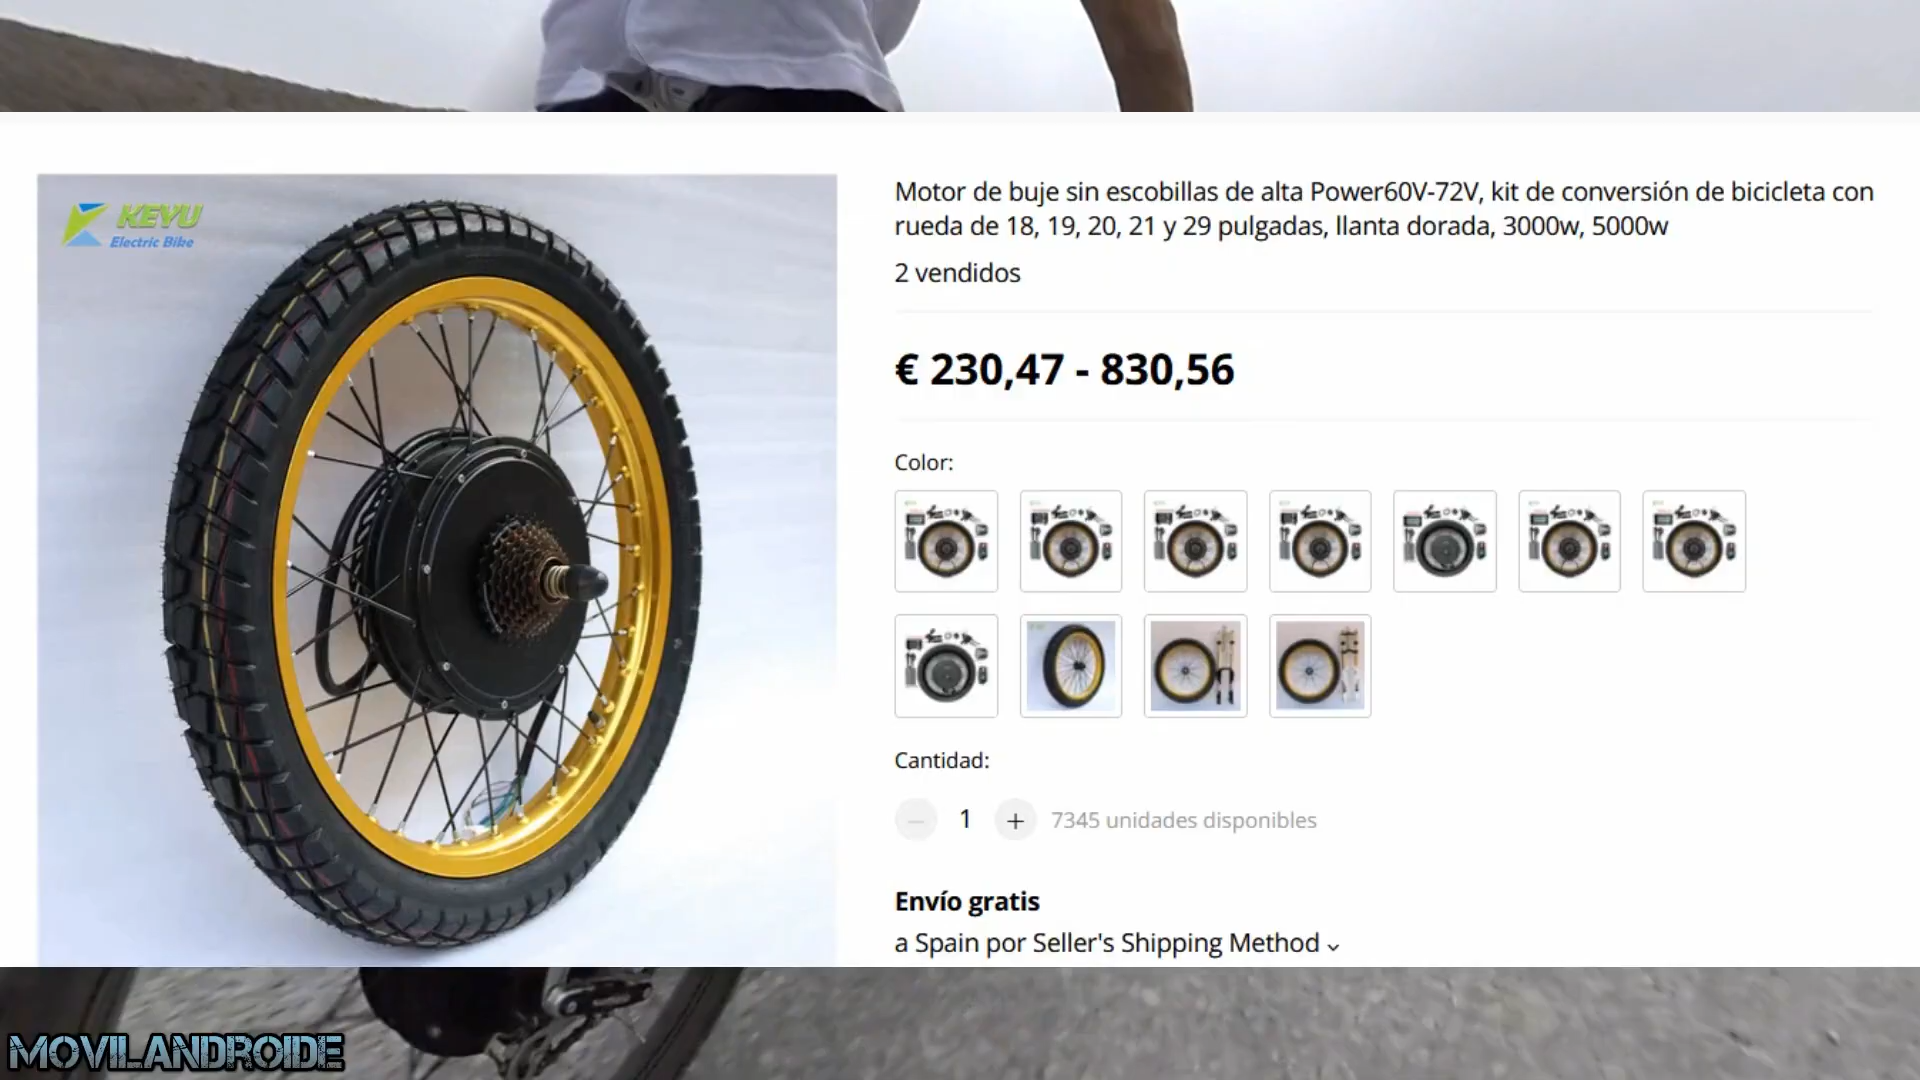 KEYU
Electric Bike
Motor de buje sin escobillas de alta Power60V-72V, kit de conversión de bicicleta con
rueda de 18, 19, 20, 21 y 29 pulgadas, llanta dorada, 3000w, 5000w
2 vendidos
€ 230,47 - 830,56
Color:
Cantidad:
1
7345 unidades disponibles
Envío gratis
a Spain por Seller's Shipping Method
MOVILANDROIDE